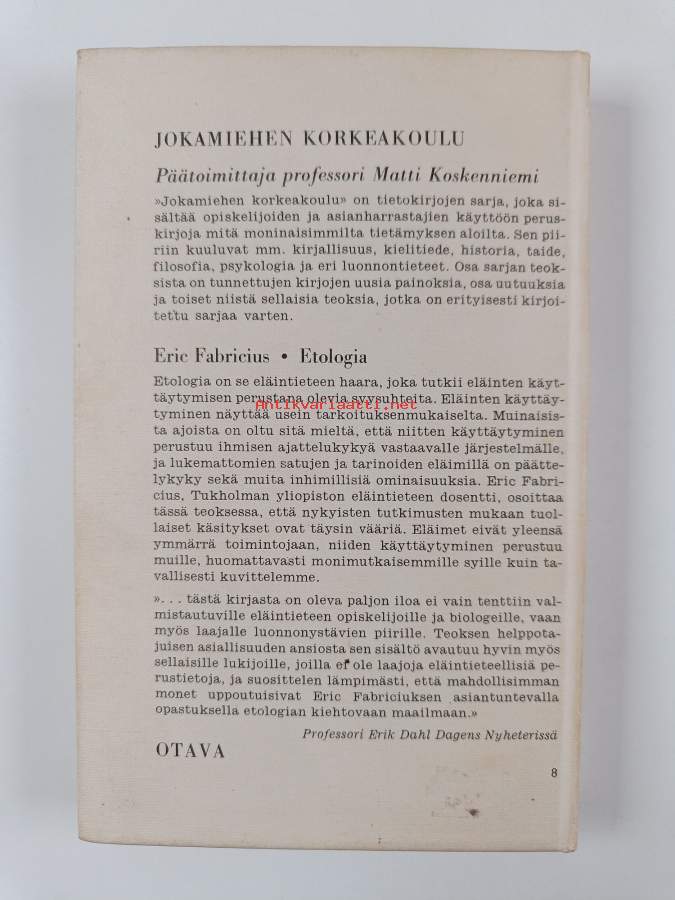 JOKAMIEHEN KORKEAKOULU
Päätoimittaja professori Matti Koskenniemi
»Jokamiehen korkeakoulu» on tietokirjojen sarja, joka si-
sältää opiskelijoiden ja asianharrastajien käyttöön perus-
kirjoja mitä moninaisimmilta tietämyksen aloilta. Sen pii-
riin kuuluvat mm. kirjallisuus, kielitiede, historia, taide,
filosofia, psykologia ja eri luonnontieteet. Osa sarjan teok-
sista on tunnettujen kirjojen uusia painoksia, osa uutuuksia
ja toiset niistä sellaisia teoksia, jotka on erityisesti kirjoi-
tettu sarjaa varten.
Eric Fabricius • Etologia
Etologia on se eläintieteen haara, joka tutkii eläinten käyt-
täytymisen perustana olevia syysuhteita. Eläinten käyttäy-
Antikvariaatti.net
tyminen näyttää usein tarkoituksenmukaiselta. Muinaisis-
ta ajoista on oltu sitä mieltä, että niitten käyttäytyminen
perustuu ihmisen ajattelukykyä vastaavalle järjestelmälle,
ja lukemattomien satujen ja tarinoiden eläimillä on päätte-
lykyky sekä muita inhimillisiä ominaisuuksia. Eric Fabri-
cius, Tukholman yliopiston eläintieteen dosentti, osoittaa
tässä teoksessa, että nykyisten tutkimusten mukaan tuol-
laiset käsitykset ovat täysin vääriä. Eläimet eivät yleensä
ymmärrä toimintojaan, niiden käyttäytyminen perustuu
muille, huomattavasti monimutkaisemmille syille kuin ta-
vallisesti kuvittelemme.
»... tästä kirjasta on oleva paljon iloa ei vain tenttiin val-
mistautuville eläintieteen opiskelijoille ja biologeille, vaan
myös laajalle luonnonystävien piirille. Teoksen helppota-
juisen asiallisuuden ansiosta sen sisältö avautuu hyvin myös
sellaisille lukijoille, joilla ei ole laajoja eläintieteellisiä pe-
rustietoja, ja suosittelen lämpimästi, että mahdollisimman
monet uppoutuisivat Eric Fabriciuksen asiantuntevalla
opastuksella etologian kiehtovaan maailmaan.»
Professori Erik Dahl Dagens Nyheterissä
OTAVA
8